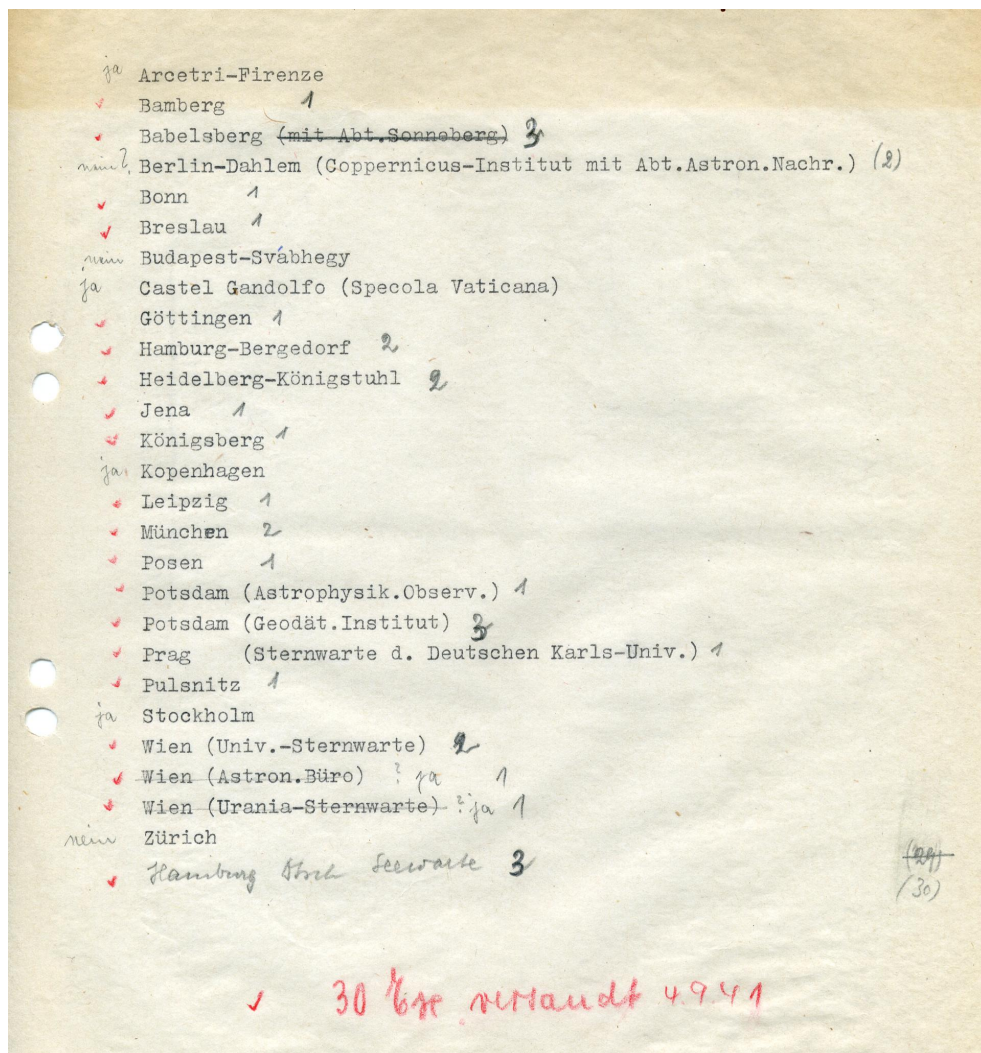 ja Arcetri-Firenze
✓ Bamberg 1
✓ Babelsberg (mit Abt.Sonneberg) 3
nein?, Berlin-Dahlem (Coppernicus-Institut mit Abt.Astron.Nachr.) (2)
✓ Bonn 1
✓ Breslau 1
nein Budapest-Svábhegy
ja Castel Gandolfo (Specola Vaticana)
✓ Göttingen 1
✓ Hamburg-Bergedorf 2
✓ Heidelberg-Königstuhl 2
✓ Jena 1
✓ Königsberg 1
ja Kopenhagen
✓ Leipzig 1
✓ München 2
✓ Posen 1
✓ Potsdam (Astrophysik.Observ.) 1
✓ Potsdam (Geodät.Institut) 3
✓ Prag (Sternwarte d. Deutschen Karls-Univ.) 1
✓ Pulsnitz 1
ja Stockholm
✓ Wien (Univ.-Sternwarte) 2
✓ Wien (Astron.Büro) ? ja 1
✓ Wien (Urania-Sternwarte) ? ja 1
nein Zürich
✓ Hamburg Dtsch Seewarte 3
(29)
(30)
✓ 30 Exe versandt 4.9.41